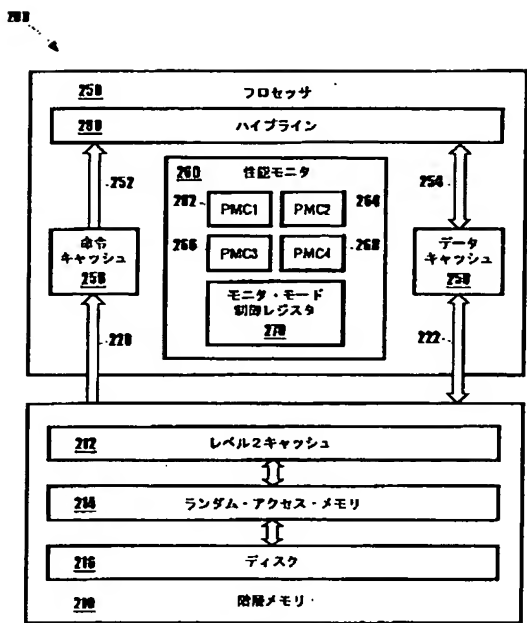 200
250 プロセッサ
280 パイプライン
252
260 性能モニタ
254
262 PMC1
PMC2 264
266 PMC3
PMC4 268
命令
キャッシュ
256
データ
キャッシュ
258
モニタ・モード
制御レジスタ
270
220
222
212 レベル2キャッシュ
214 ランダム・アクセス・メモリ
216 ディスク
210 階層メモリ